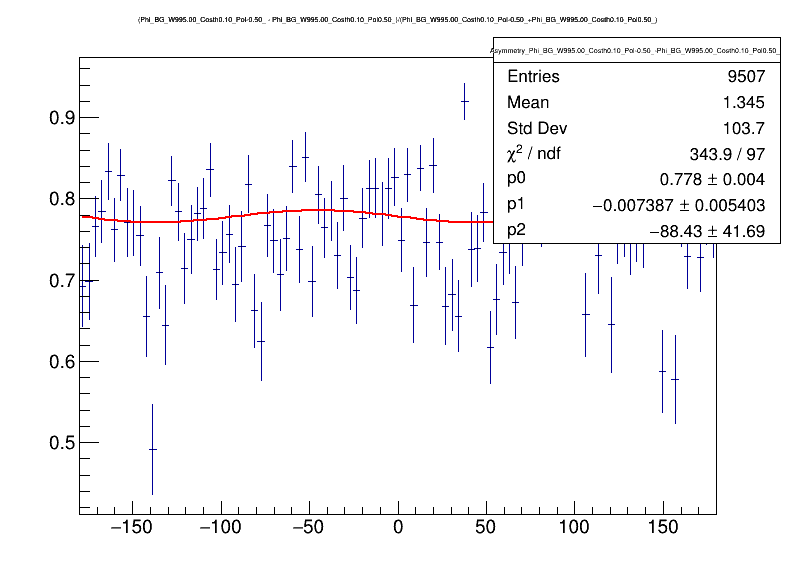 (Phi_BG_W995.00_Costh0.10_Pol-0.50_ - Phi_BG_W995.00_Costh0.10_Pol0.50_)/(Phi_BG_W995.00_Costh0.10_Pol-0.50_+Phi_BG_W995.00_Costh0.10_Pol0.50_)
Asymmetry_Phi_BG_W995.00_Costh0.10_Pol-0.50_-Phi_BG_W995.00_Costh0.10_Pol0.50_
Entries 9507
Mean 1.345
Std Dev 103.7
χ² / ndf 343.9 / 97
p0 0.778 ± 0.004
p1 −0.007387 ± 0.005403
p2 −88.43 ± 41.69
0.9
0.8
0.7
0.6
0.5
−150 −100 −50 0 50 100 150